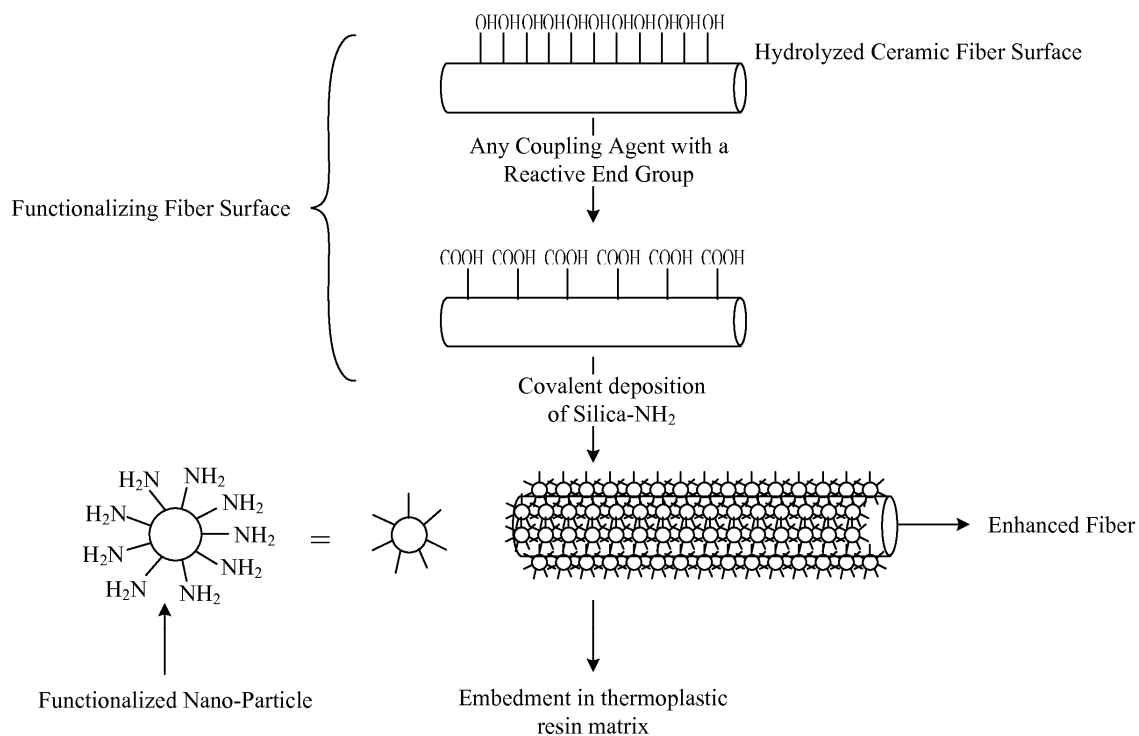 OHOHOHOHOHOHOHOHOHOHOH
Hydrolyzed Ceramic Fiber Surface
Any Coupling Agent with a
Reactive End Group
Functionalizing Fiber Surface
COOH COOH COOH COOH COOH COOH
Covalent deposition
of Silica-NH₂
H₂N NH₂
H₂N NH₂
NH₂
H₂N NH₂
H₂N NH₂
=
Enhanced Fiber
Functionalized Nano-Particle
Embedment in thermoplastic
resin matrix